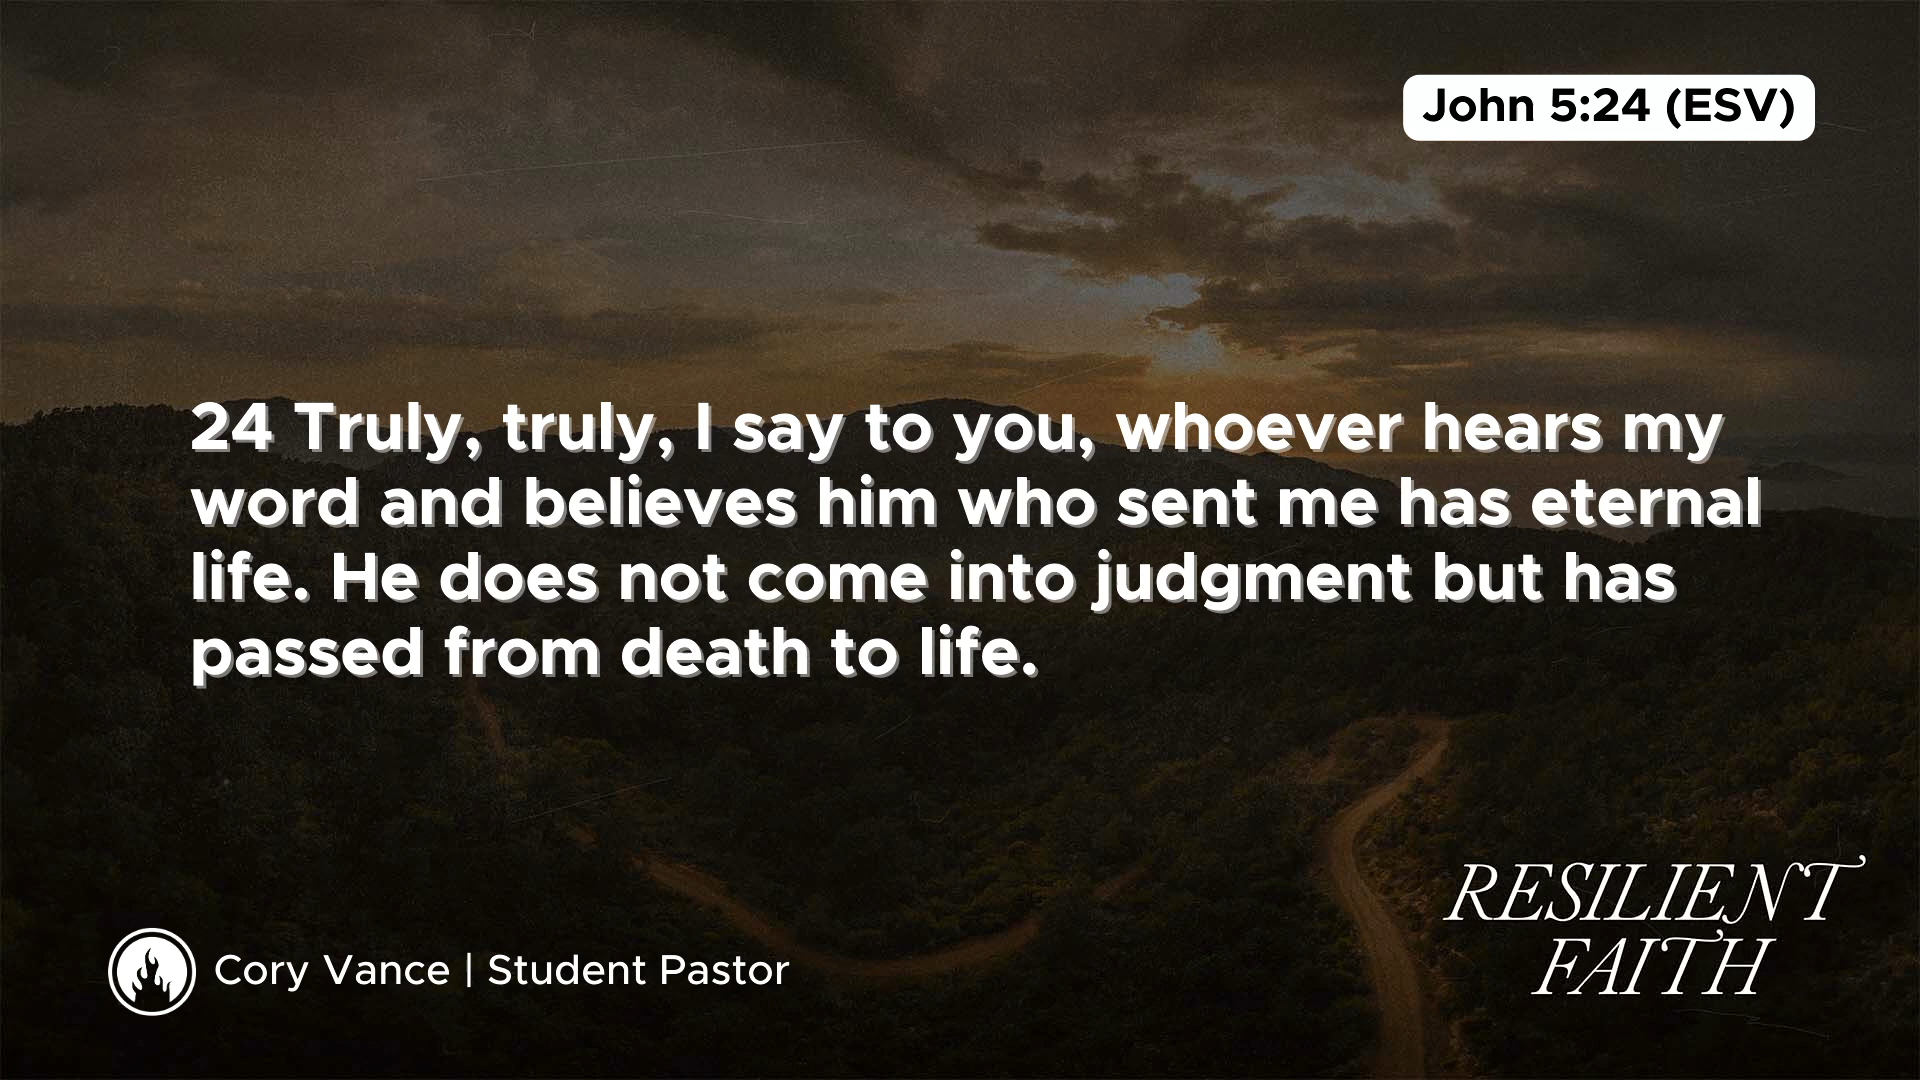 John 5:24 (ESV)
24 Truly, truly, I say to you, whoever hears my
word and believes him who sent me has eternal
life. He does not come into judgment but has
passed from death to life.
Cory Vance | Student Pastor
RESILIENT
FAITH